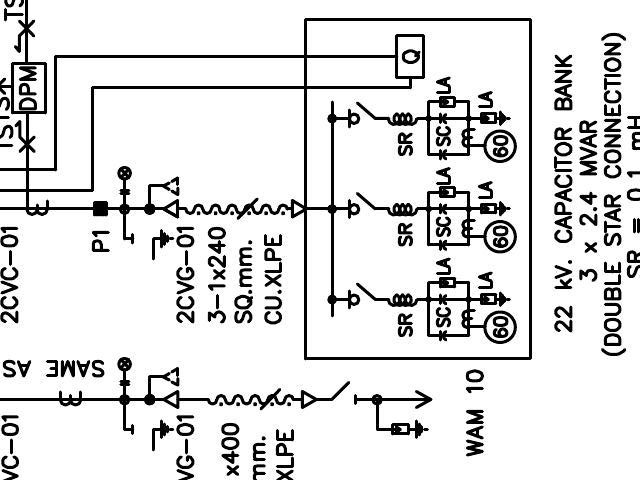 TS
DPM
Q
P1
2CVC-01
2CVG-01
3-1x240
SQ.mm.
CU.XLPE
LA
LA
SR
SC
60
LA
LA
SR
SC
60
LA
LA
SR
SC
60
22 kV. CAPACITOR BANK
3 x 2.4 MVAR
(DOUBLE STAR CONNECTION)
SR = 0.1 mH
SAME AS
VC-01
VG-01
x400
mm.
XLPE
WAM 10